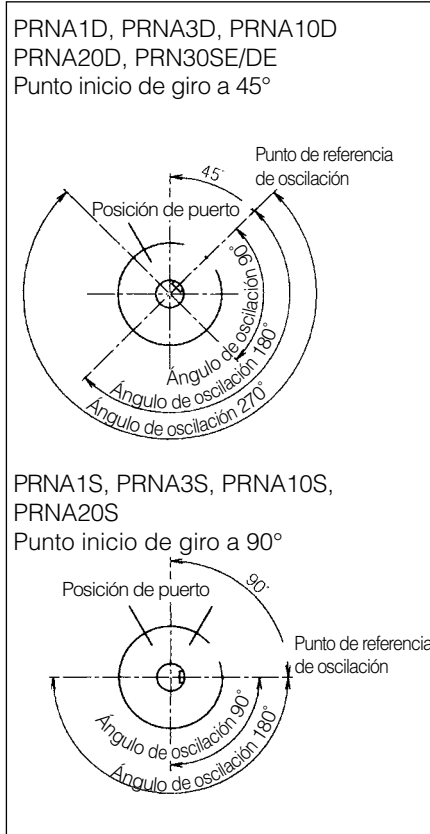 PRNA1D, PRNA3D, PRNA10D
PRNA20D, PRN30SE/DE
Punto inicio de giro a 45°
45°
Punto de referencia
de oscilación
Posición de puerto
Ángulo de oscilación 90°
Ángulo de oscilación 180°
Ángulo de oscilación 270°
PRNA1S, PRNA3S, PRNA10S,
PRNA20S
Punto inicio de giro a 90°
Posición de puerto
90°
Punto de referencia
de oscilación
Ángulo de oscilación 90°
Ángulo de oscilación 180°